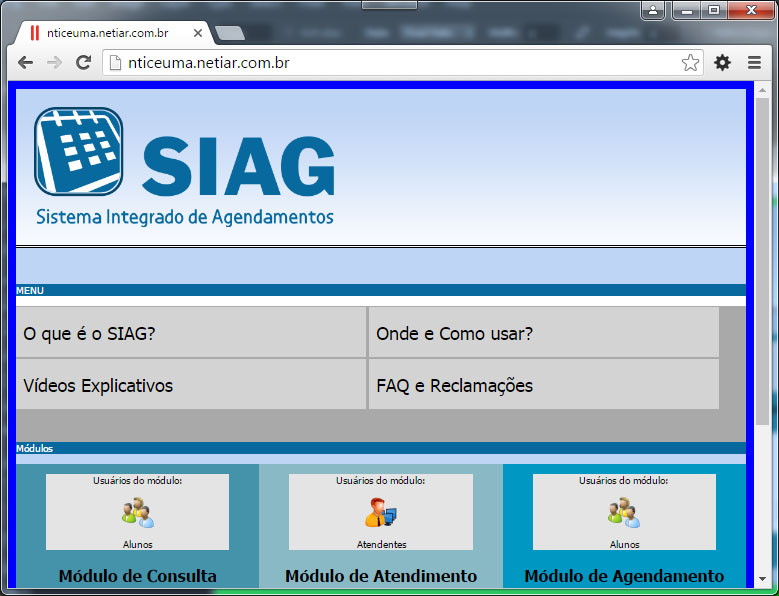 nticeuma.netiar.com.br
nticeuma.netiar.com.br
SIAG
Sistema Integrado de Agendamentos
MENU
O que é o SIAG?
Onde e Como usar?
Vídeos Explicativos
FAQ e Reclamações
Módulos
Usuários do módulo:
Usuários do módulo:
Usuários do módulo:
Alunos
Atendentes
Alunos
Módulo de Consulta
Módulo de Atendimento
Módulo de Agendamento